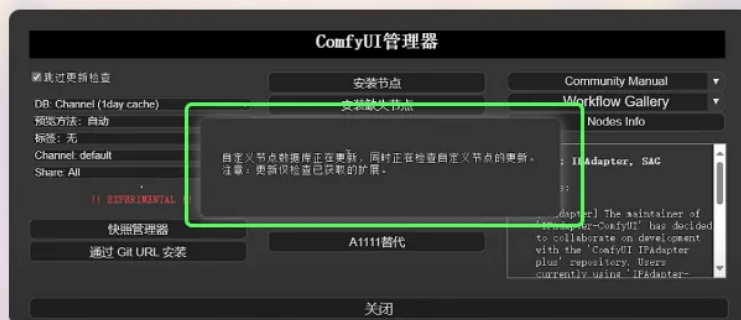 ComfyUI管理器
跳过更新检查
DB: Channel (1day cache)
预览方法：自动
标签：无
Channel: default
Share: All
!! EXPERIMENTAL !
快照管理器
通过 Git URL 安装
安装节点
安装缺失节点
自定义节点数据库正在更新，同时正在检查自定义节点的更新。
注意：更新仅检查已获取的扩展。
A1111替代
Community Manual
Workflow Gallery
Nodes Info
: IPAdapter, SAG
s:
dapter] The maintainer of
'IPAdapter-ComfyUI' has decided
to collaborate on development
with the 'ComfyUI IPAdapter
plus' repository. Users
currently using 'IPAdapter-
关闭